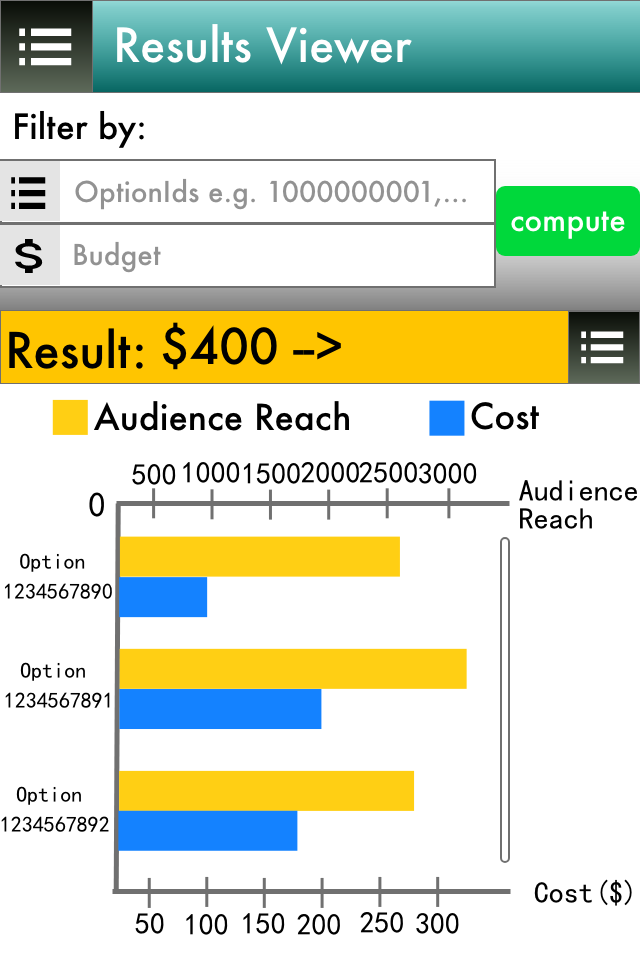 Results Viewer
Filter by:
OptionIds e.g. 1000000001,...
$ Budget
compute
Result: $400 -->
Audience Reach Cost
500 1000 1500 2000 2500 3000
0
Audience
Reach
Option
1234567890
Option
1234567891
Option
1234567892
Cost($)
50 100 150 200 250 300